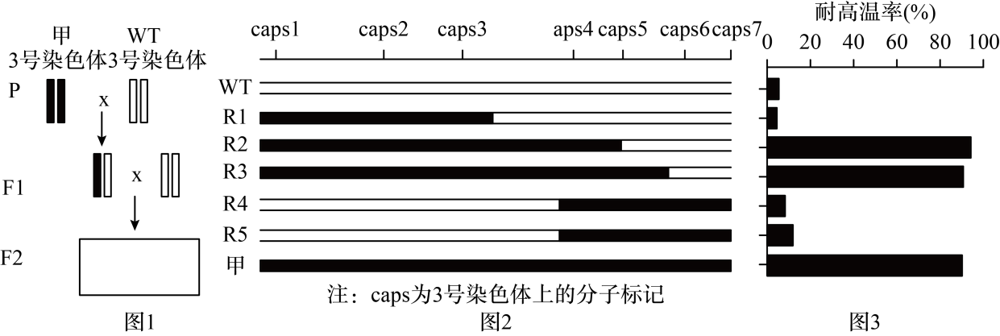 甲 WT
3号染色体3号染色体
P x
F1 x
F2
图1
caps1 caps2 caps3 aps4 caps5 caps6 caps7
WT
R1
R2
R3
R4
R5
甲
注：caps为3号染色体上的分子标记
图2
耐高温率(%)
0 20 40 60 80 100
图3